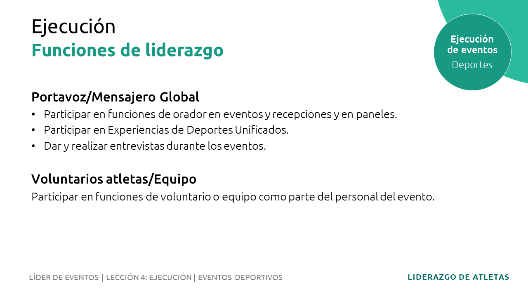 Ejecución
Funciones de liderazgo
Ejecución
de eventos
Deportes
Portavoz/Mensajero Global
• Participar en funciones de orador en eventos y recepciones y en paneles.
• Participar en Experiencias de Deportes Unificados.
• Dar y realizar entrevistas durante los eventos.
Voluntarios atletas/Equipo
Participar en funciones de voluntario o equipo como parte del personal del evento.
LÍDER DE EVENTOS | LECCIÓN 4: EJECUCIÓN | EVENTOS DEPORTIVOS
LIDERAZGO DE ATLETAS